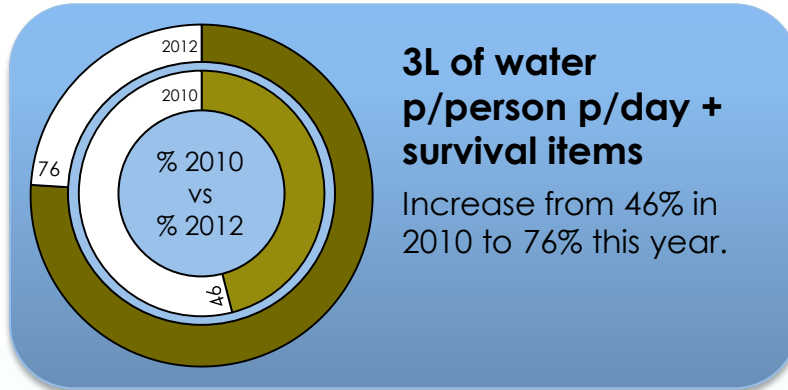 2012
2010
76
% 2010
vs
% 2012
46
3L of water
p/person p/day +
survival items
Increase from 46% in
2010 to 76% this year.